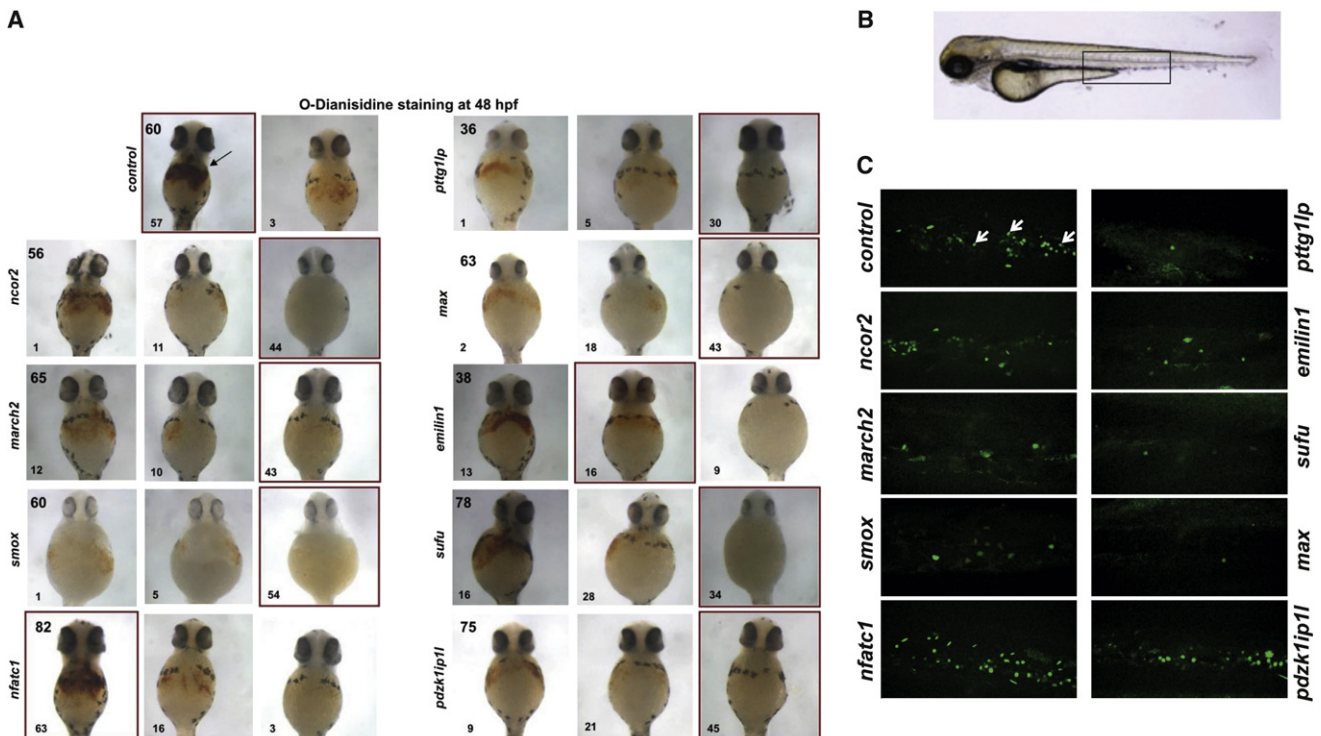 A
O-Dianisidine staining at 48 hpf
control
60
57
3
pttg1lp
36
1
5
30
ncor2
56
1
11
44
max
63
2
18
43
march2
65
12
10
43
emilin1
38
13
16
9
smox
60
1
5
54
sufu
78
16
28
34
nfatc1
82
63
16
3
pdzk1ip1l
75
9
21
45
B
C
control
pttg1lp
ncor2
emilin1
march2
sufu
smox
max
nfatc1
pdzk1ip1l